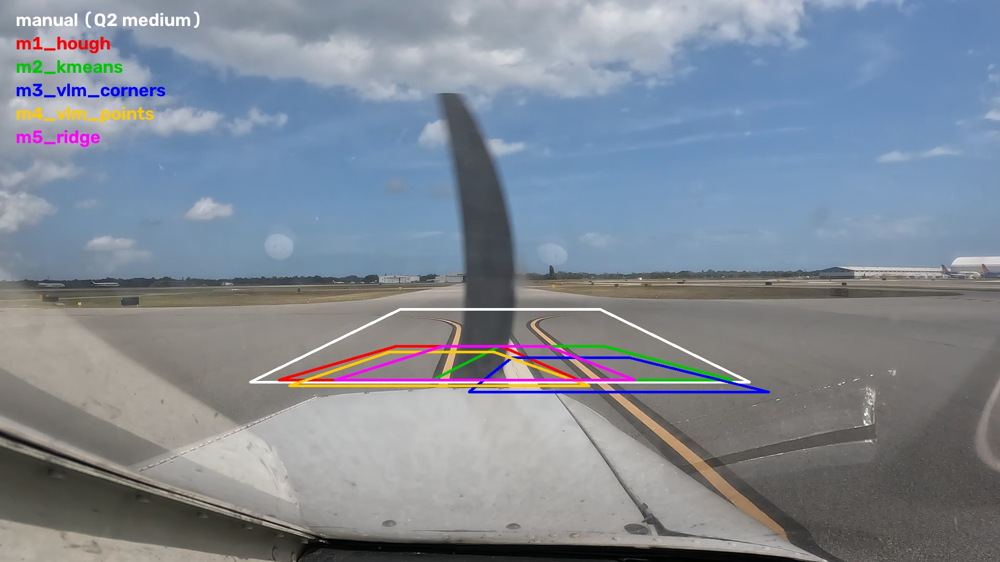 manual (Q2 medium)
m1_hough
m2_kmeans
m3_vlm_corners
m4_vlm_points
m5_ridge